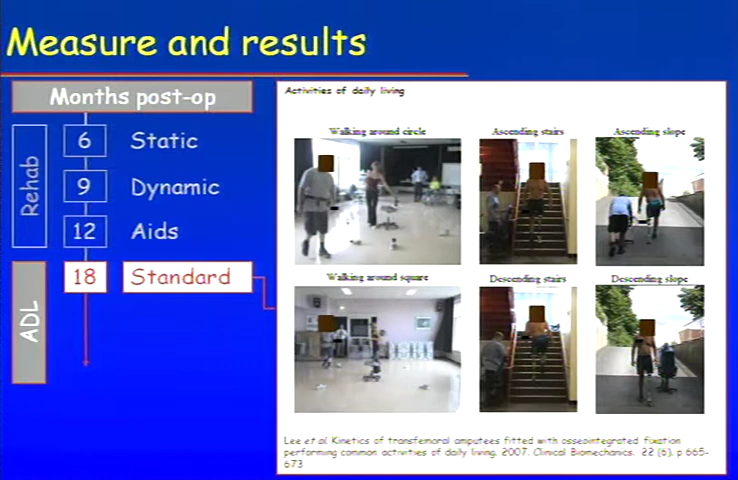 Measure and results
Months post-op
Rehab
6 Static
9 Dynamic
12 Aids
ADL
18 Standard
Activities of daily living
Walking around circle
Ascending stairs
Ascending slope
Walking around square
Descending stairs
Descending slope
Lee et al. Kinetics of transfemoral amputees fitted with osseointegrated fixation
performing common activities of daily living. 2007. Clinical Biomechanics. 22 (6). p 665-
673